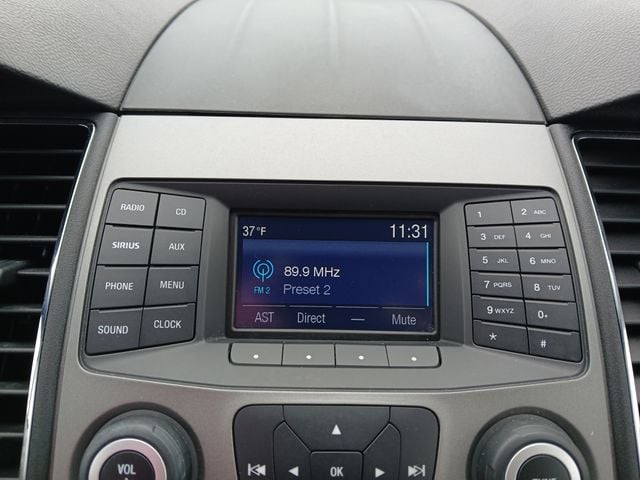 RADIO
CD
SIRIUS
AUX
PHONE
MENU
SOUND
CLOCK
37°F
11:31
89.9 MHz
FM 2
Preset 2
AST
Direct
Mute
1
2 ABC
3 DEF
4 GHI
5 JKL
6 MNO
7 PQRS
8 TUV
9 WXYZ
0+
*
#
VOL
OK